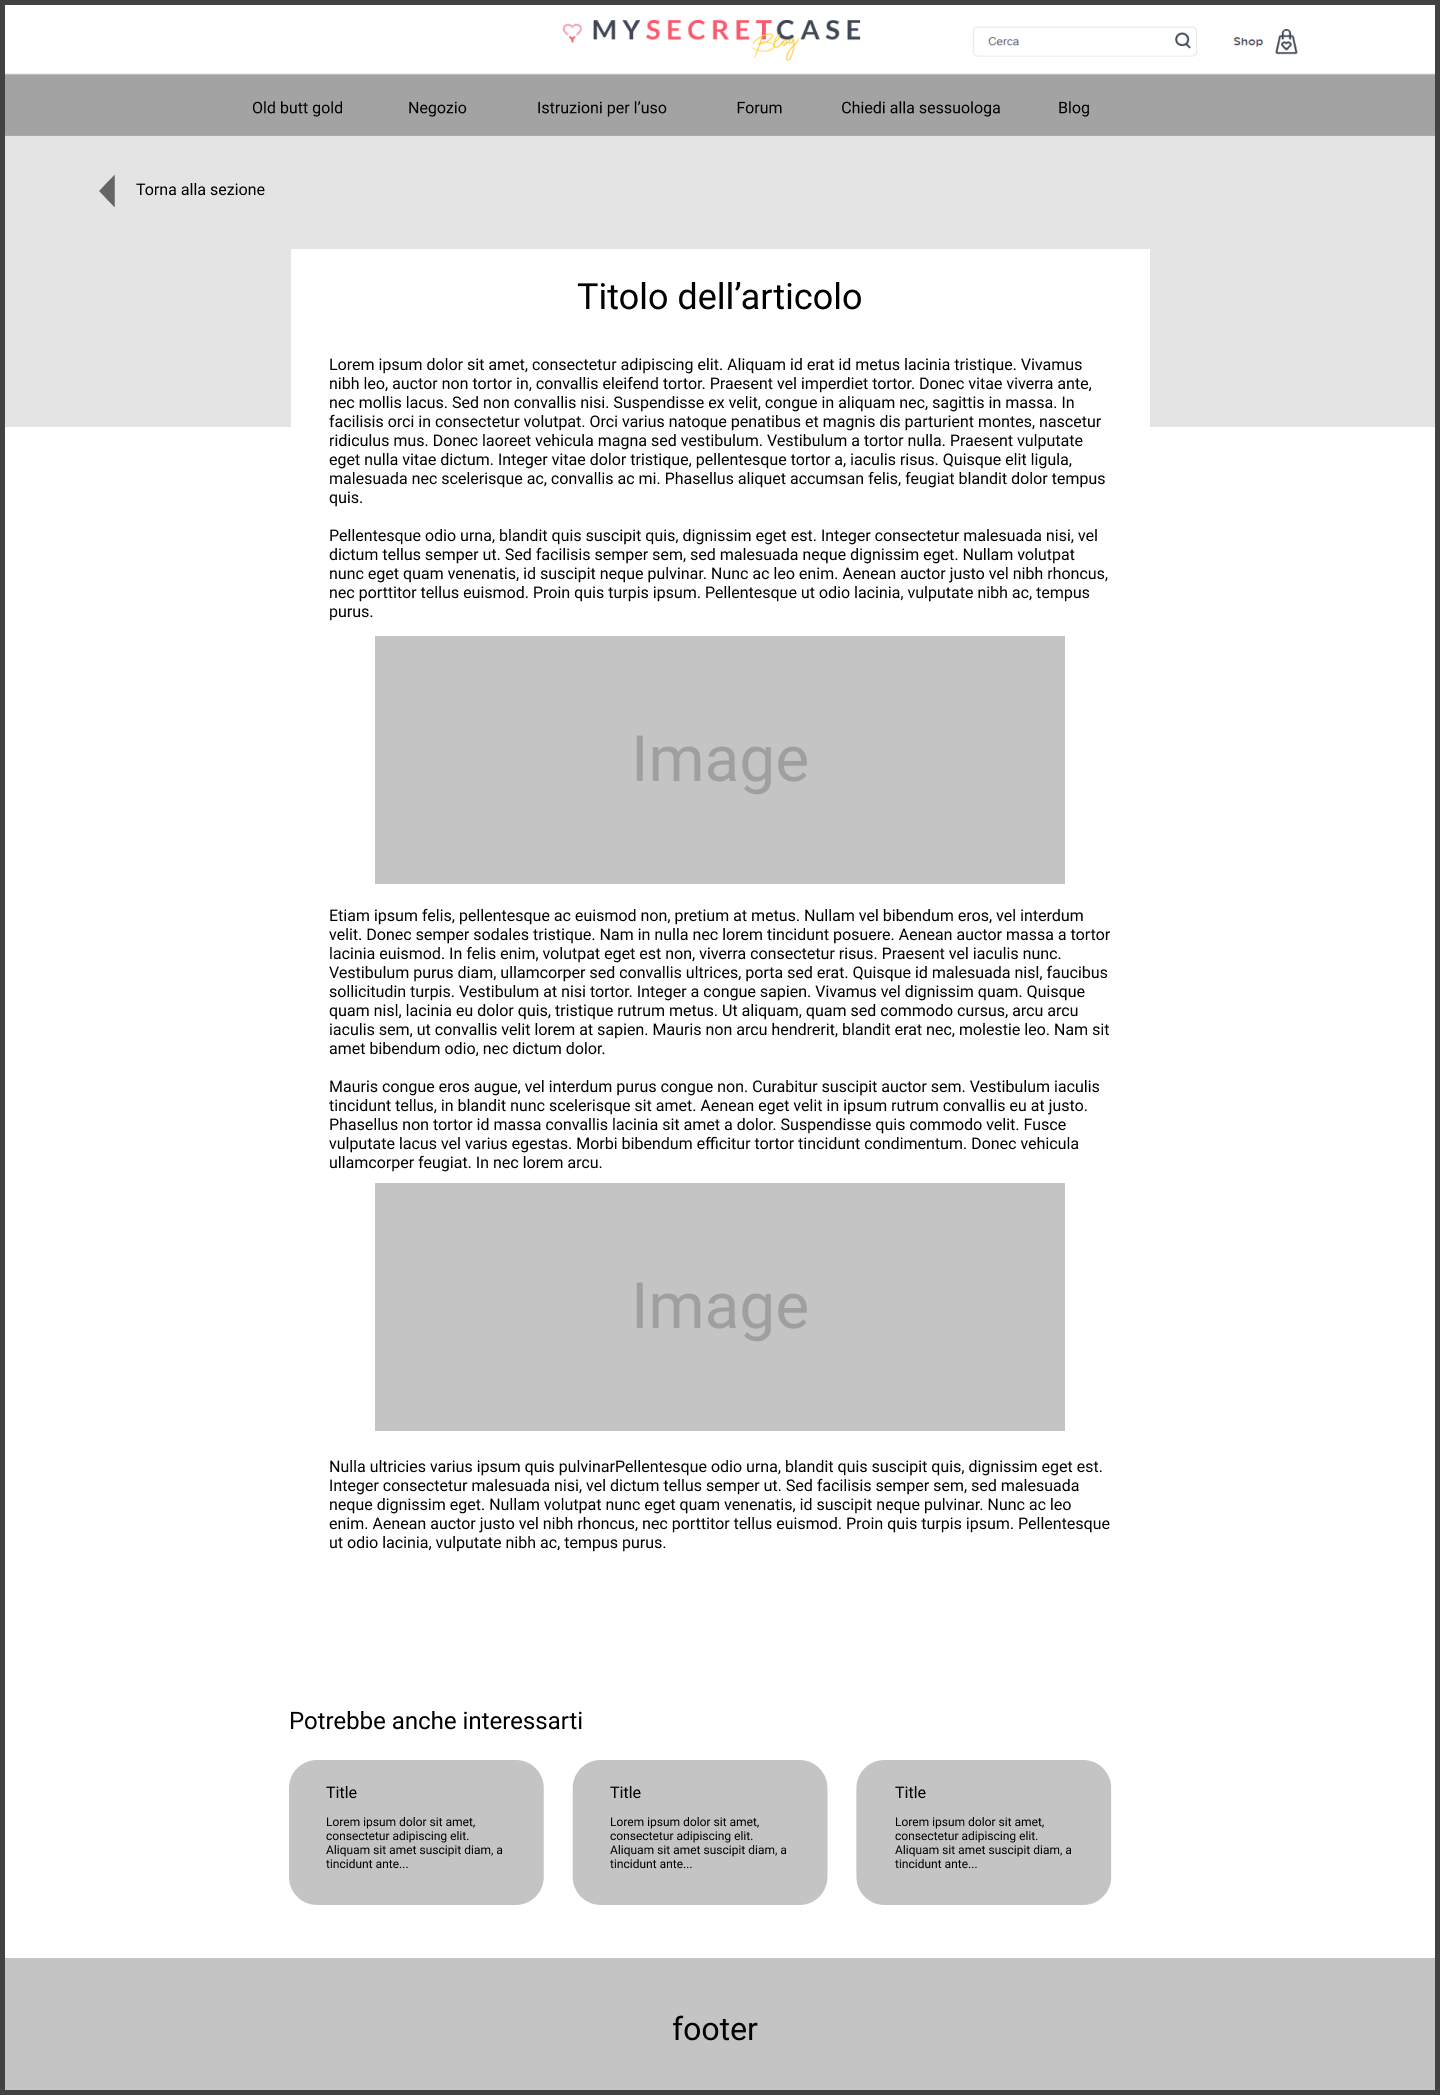 MYSECRETCASE
Blog
Cerca
Shop
Old butt gold Negozio Istruzioni per l’uso Forum Chiedi alla sessuologa Blog
Torna alla sezione
Titolo dell’articolo
Lorem ipsum dolor sit amet, consectetur adipiscing elit. Aliquam id erat id metus lacinia tristique. Vivamus
nibh leo, auctor non tortor in, convallis eleifend tortor. Praesent vel imperdiet tortor. Donec vitae viverra ante,
nec mollis lacus. Sed non convallis nisi. Suspendisse ex velit, congue in aliquam nec, sagittis in massa. In
facilisis orci in consectetur volutpat. Orci varius natoque penatibus et magnis dis parturient montes, nascetur
ridiculus mus. Donec laoreet vehicula magna sed vestibulum. Vestibulum a tortor nulla. Praesent vulputate
eget nulla vitae dictum. Integer vitae dolor tristique, pellentesque tortor a, iaculis risus. Quisque elit ligula,
malesuada nec scelerisque ac, convallis ac mi. Phasellus aliquet accumsan felis, feugiat blandit dolor tempus
quis.
Pellentesque odio urna, blandit quis suscipit quis, dignissim eget est. Integer consectetur malesuada nisi, vel
dictum tellus semper ut. Sed facilisis semper sem, sed malesuada neque dignissim eget. Nullam volutpat
nunc eget quam venenatis, id suscipit neque pulvinar. Nunc ac leo enim. Aenean auctor justo vel nibh rhoncus,
nec porttitor tellus euismod. Proin quis turpis ipsum. Pellentesque ut odio lacinia, vulputate nibh ac, tempus
purus.
Image
Etiam ipsum felis, pellentesque ac euismod non, pretium at metus. Nullam vel bibendum eros, vel interdum
velit. Donec semper sodales tristique. Nam in nulla nec lorem tincidunt posuere. Aenean auctor massa a tortor
lacinia euismod. In felis enim, volutpat eget est non, viverra consectetur risus. Praesent vel iaculis nunc.
Vestibulum purus diam, ullamcorper sed convallis ultrices, porta sed erat. Quisque id malesuada nisl, faucibus
sollicitudin turpis. Vestibulum at nisi tortor. Integer a congue sapien. Vivamus vel dignissim quam. Quisque
quam nisl, lacinia eu dolor quis, tristique rutrum metus. Ut aliquam, quam sed commodo cursus, arcu arcu
iaculis sem, ut convallis velit lorem at sapien. Mauris non arcu hendrerit, blandit erat nec, molestie leo. Nam sit
amet bibendum odio, nec dictum dolor.
Mauris congue eros augue, vel interdum purus congue non. Curabitur suscipit auctor sem. Vestibulum iaculis
tincidunt tellus, in blandit nunc scelerisque sit amet. Aenean eget velit in ipsum rutrum convallis eu at justo.
Phasellus non tortor id massa convallis lacinia sit amet a dolor. Suspendisse quis commodo velit. Fusce
vulputate lacus vel varius egestas. Morbi bibendum efficitur tortor tincidunt condimentum. Donec vehicula
ullamcorper feugiat. In nec lorem arcu.
Image
Nulla ultricies varius ipsum quis pulvinarPellentesque odio urna, blandit quis suscipit quis, dignissim eget est.
Integer consectetur malesuada nisi, vel dictum tellus semper ut. Sed facilisis semper sem, sed malesuada
neque dignissim eget. Nullam volutpat nunc eget quam venenatis, id suscipit neque pulvinar. Nunc ac leo
enim. Aenean auctor justo vel nibh rhoncus, nec porttitor tellus euismod. Proin quis turpis ipsum. Pellentesque
ut odio lacinia, vulputate nibh ac, tempus purus.
Potrebbe anche interessarti
Title
Lorem ipsum dolor sit amet,
consectetur adipiscing elit.
Aliquam sit amet suscipit diam, a
tincidunt ante...
Title
Lorem ipsum dolor sit amet,
consectetur adipiscing elit.
Aliquam sit amet suscipit diam, a
tincidunt ante...
Title
Lorem ipsum dolor sit amet,
consectetur adipiscing elit.
Aliquam sit amet suscipit diam, a
tincidunt ante...
footer